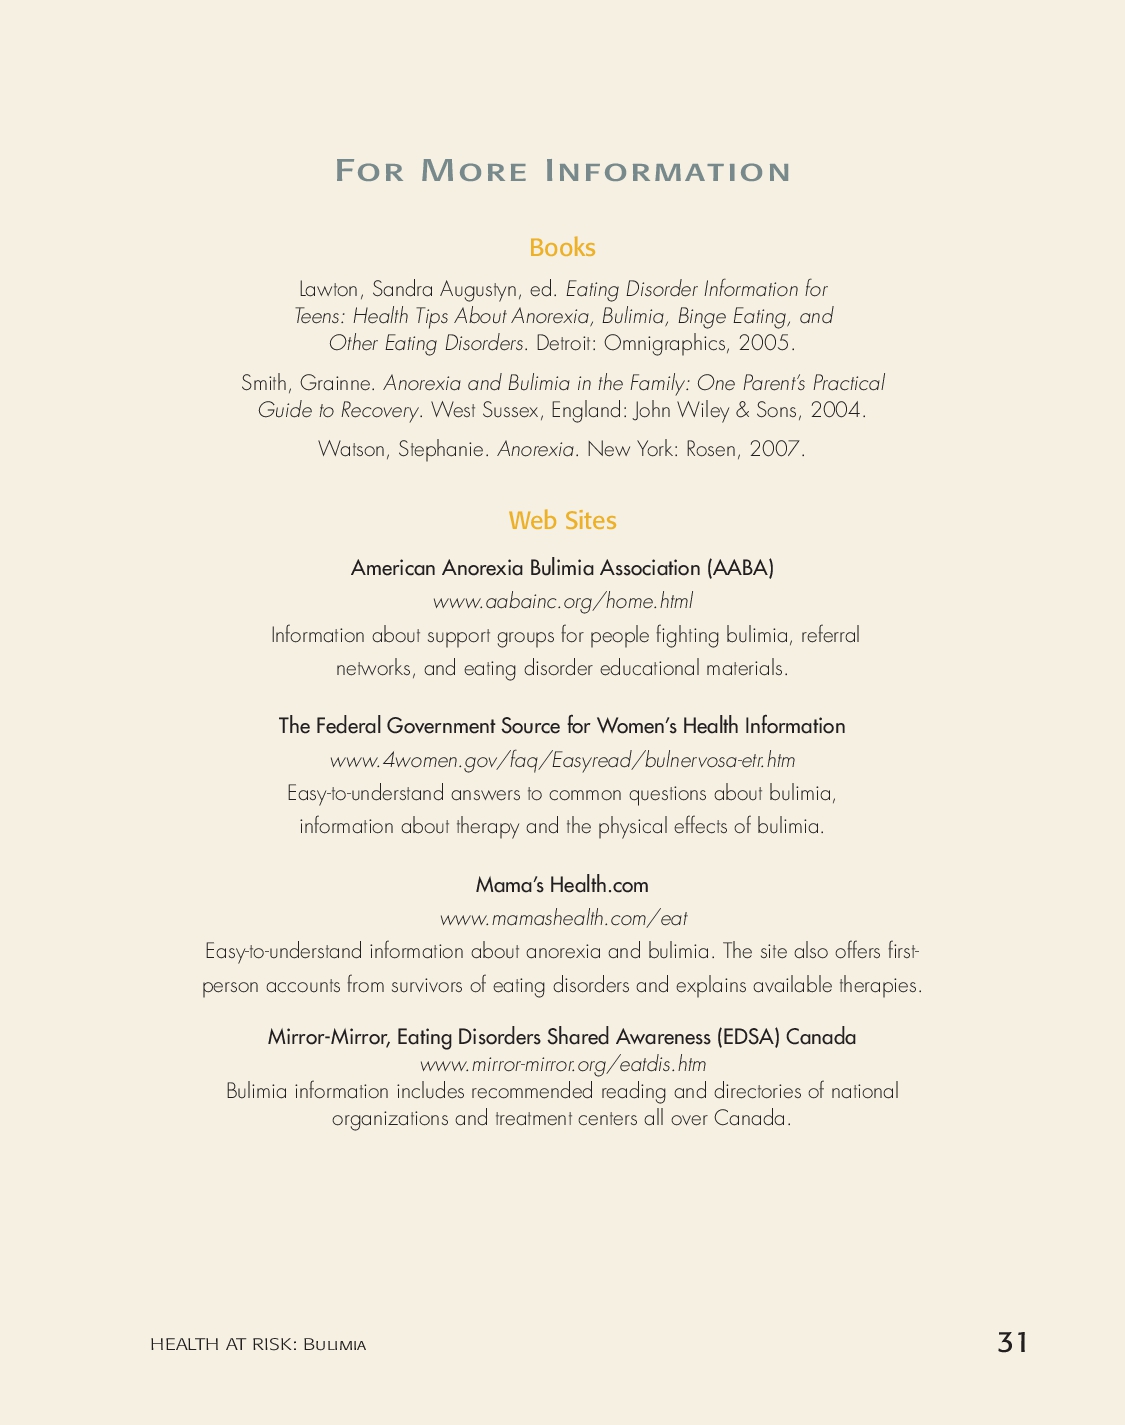 For More Information
Books
Lawton, Sandra Augustyn, ed. Eating Disorder Information for
Teens: Health Tips About Anorexia, Bulimia, Binge Eating, and
Other Eating Disorders. Detroit: Omnigraphics, 2005.
Smith, Grainne. Anorexia and Bulimia in the Family: One Parent’s Practical
Guide to Recovery. West Sussex, England: John Wiley & Sons, 2004.
Watson, Stephanie. Anorexia. New York: Rosen, 2007.
Web Sites
American Anorexia Bulimia Association (AABA)
www.aabainc.org/home.html
Information about support groups for people fighting bulimia, referral
networks, and eating disorder educational materials.
The Federal Government Source for Women’s Health Information
www.4women.gov/faq/Easyread/bulnervosa-etr.htm
Easy-to-understand answers to common questions about bulimia,
information about therapy and the physical effects of bulimia.
Mama’s Health.com
www.mamashealth.com/eat
Easy-to-understand information about anorexia and bulimia. The site also offers first-
person accounts from survivors of eating disorders and explains available therapies.
Mirror-Mirror, Eating Disorders Shared Awareness (EDSA) Canada
www.mirror-mirror.org/eatdis.htm
Bulimia information includes recommended reading and directories of national
organizations and treatment centers all over Canada.
HEALTH AT RISK: Bulimia
31